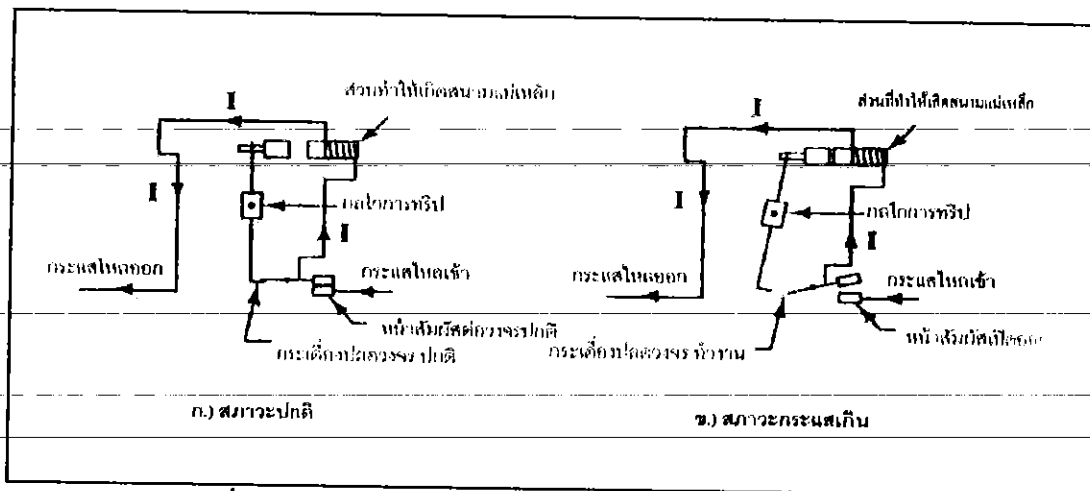 I
ส่วนทำให้เกิดสนามแม่เหล็ก
I
กลไกการทริป
I
กระแสไหลออก
กระแสไหลเข้า
หน้าสัมผัสต่อวงจรปกติ
กระเดื่องปลดวงจร ปกติ
ก.) สภาวะปกติ
I
ส่วนที่ทำให้เกิดสนามแม่เหล็ก
I
กลไกการทริป
I
กระแสไหลออก
กระแสไหลเข้า
หน้าสัมผัสเปิดออก
กระเดื่องปลดวงจร ทำงาน
ข.) สภาวะกระแสเกิน